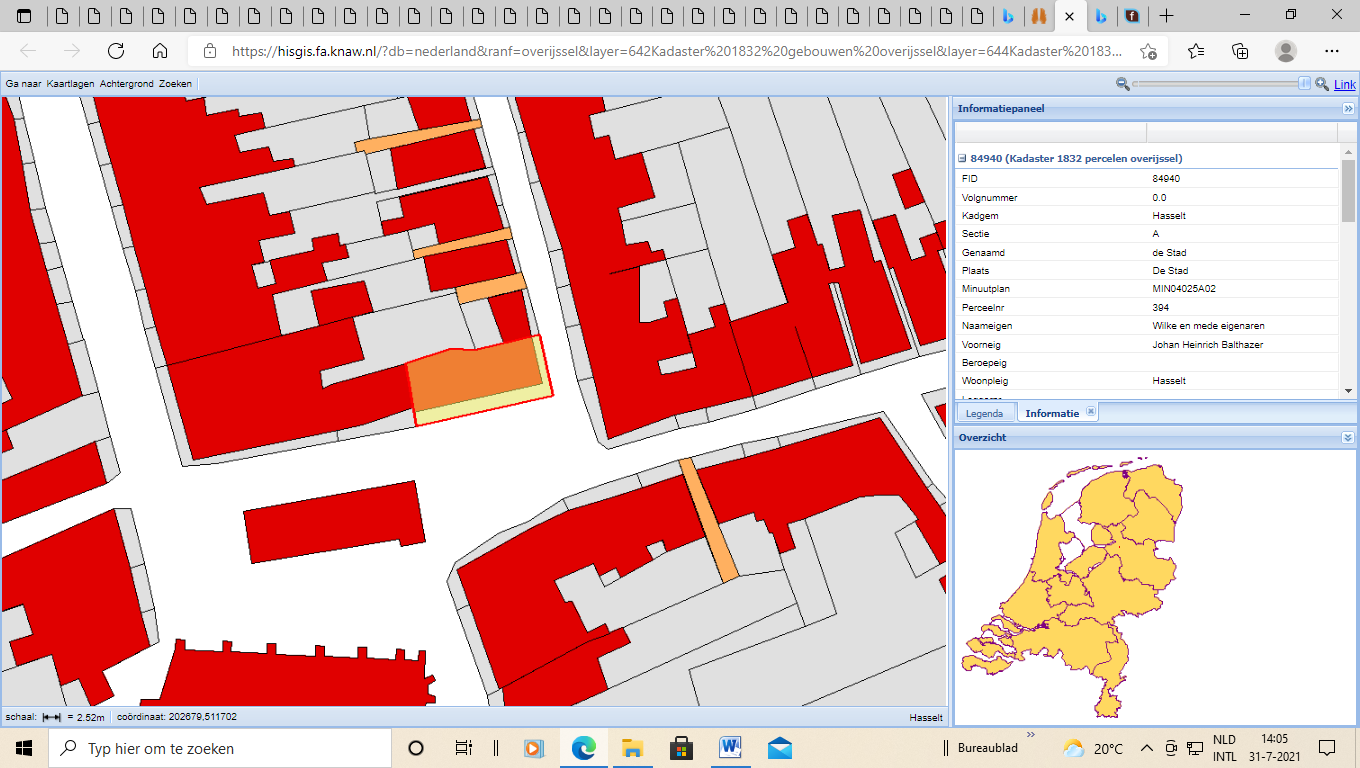 https://hisgis.fa.knaw.nl/?db=nederland&ranf=overijssel&layer=642Kadaster%201832%20gebouwen%20overijssel&layer=644Kadaster%20183...
Ga naar Kaartlagen Achtergrond Zoeken
Link
Informatiepaneel
84940 (Kadaster 1832 percelen overijssel)
FID 84940
Volgnummer 0.0
Kadgem Hasselt
Sectie A
Genaamd de Stad
Plaats De Stad
Minuutplan MIN04025A02
Perceelnr 394
Naameigen Wilke en mede eigenaren
Voorneig Johan Heinrich Balthazer
Beroepeig
Woonpleig Hasselt
Legenda Informatie
Overzicht
schaal: = 2.52m coördinaat: 202679,511702 Hasselt
Typ hier om te zoeken
Bureaublad
20°C
NLD
INTL
14:05
31-7-2021